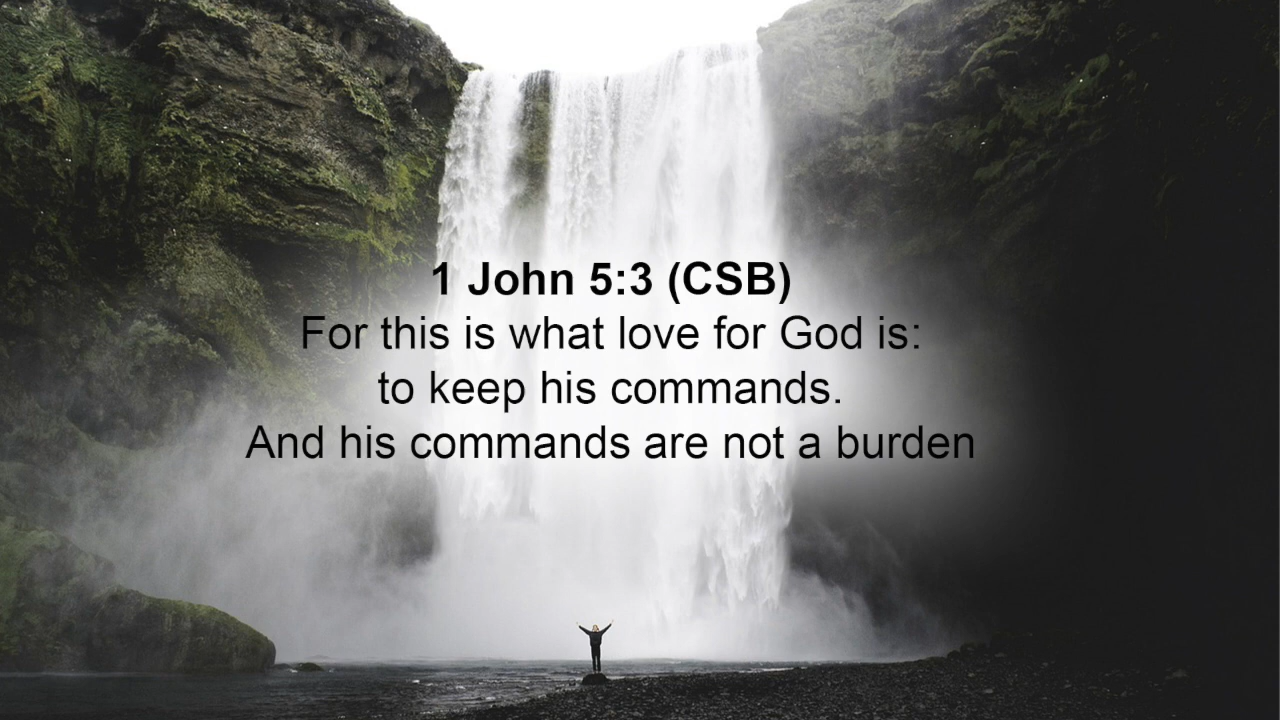 1 John 5:3 (CSB)
For this is what love for God is:
to keep his commands.
And his commands are not a burden